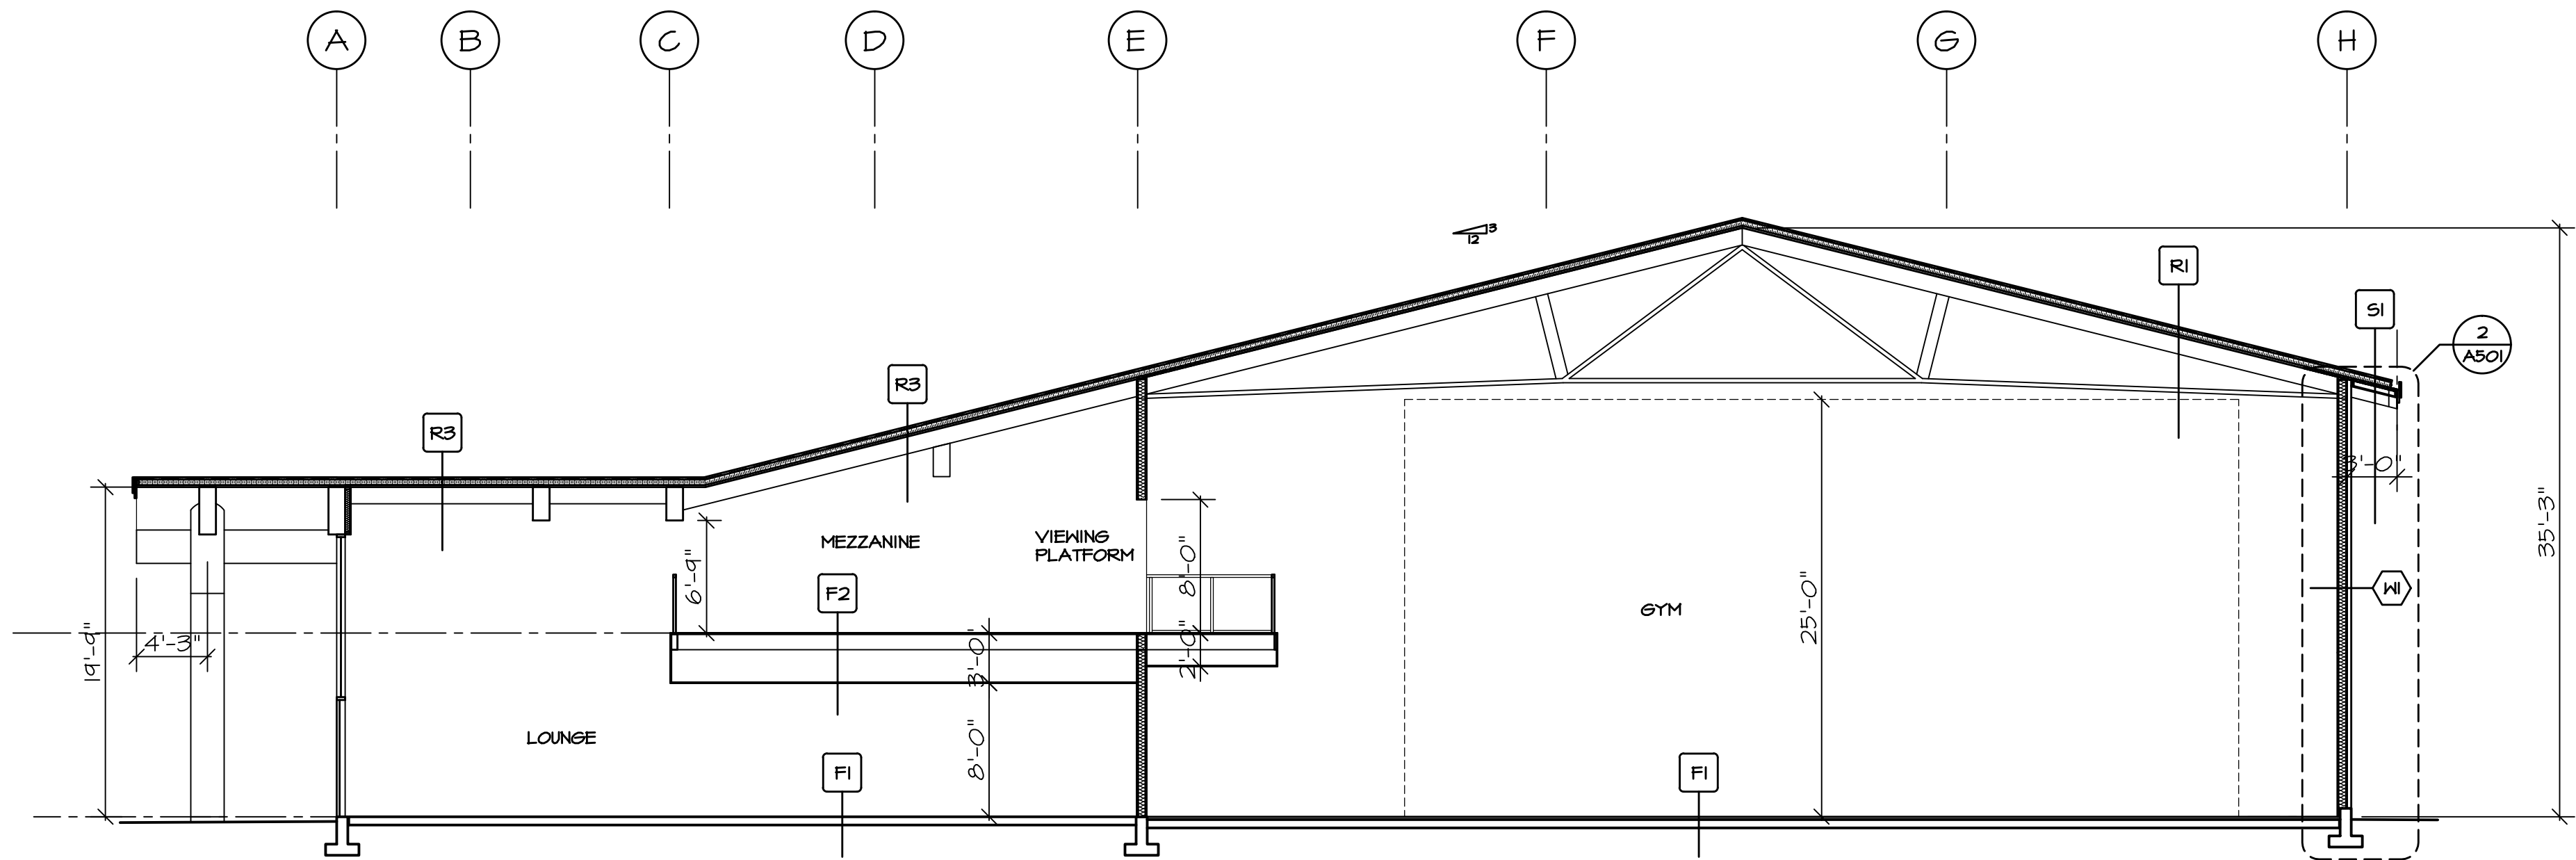 A
B
C
D
E
F
G
H
3
12
R1
S1
2
A501
R3
R3
3'-0"
35'-3"
MEZZANINE
VIEWING
PLATFORM
6'-9"
8'-0"
F2
W1
GYM
25'-0"
19'-9"
4'-3"
3'-0"
2'-0"
LOUNGE
8'-0"
F1
F1